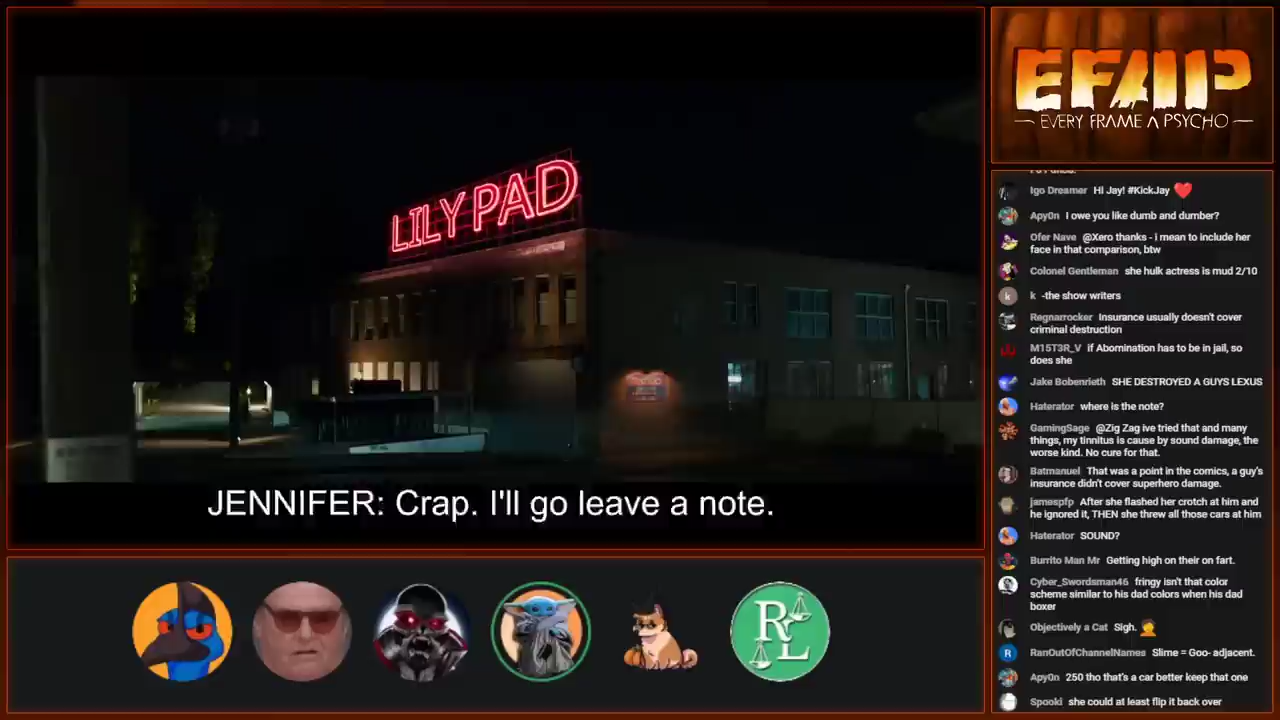 LILY PAD
JENNIFER: Crap. I'll go leave a note.
RL
EFAP
— EVERY FRAME A PSYCHO —
Igo Dreamer Hi Jay! #KickJay ❤️
Apy0n I owe you like dumb and dumber?
Ofer Nave @Xero thanks - i mean to include her
face in that comparison, btw
Colonel Gentleman she hulk actress is mud 2/10
k -the show writers
Regnarrocker Insurance usually doesn't cover
criminal destruction
M15T3R_V if Abomination has to be in jail, so
does she
Jake Bobenrieth SHE DESTROYED A GUYS LEXUS
Haterator where is the note?
GamingSage @Zig Zag ive tried that and many
things, my tinnitus is cause by sound damage, the
worse kind. No cure for that.
Batmanuel That was a point in the comics, a guy's
insurance didn't cover superhero damage.
jamespfp After she flashed her crotch at him and
he ignored it, THEN she threw all those cars at him
Haterator SOUND?
Burrito Man Mr Getting high on their on fart.
Cyber_Swordsman46 fringy isn't that color
scheme similar to his dad colors when his dad
boxer
Objectively a Cat Sigh. 🤦
RanOutOfChannelNames Slime = Goo- adjacent.
Apy0n 250 tho that's a car better keep that one
Spooki she could at least flip it back over